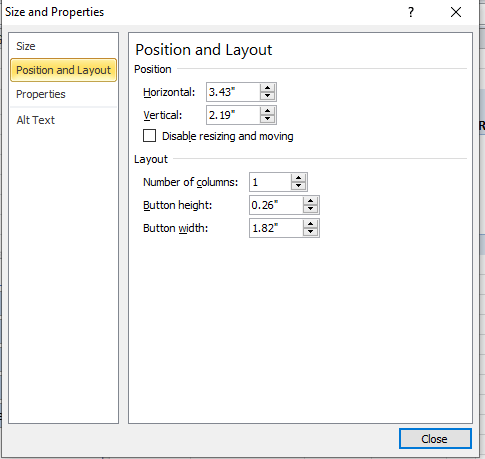 Size and Properties
?
Size
Position and Layout
Properties
Alt Text
Position and Layout
Position
Horizontal: 3.43"
Vertical: 2.19"
Disable resizing and moving
Layout
Number of columns: 1
Button height: 0.26"
Button width: 1.82"
R
Close